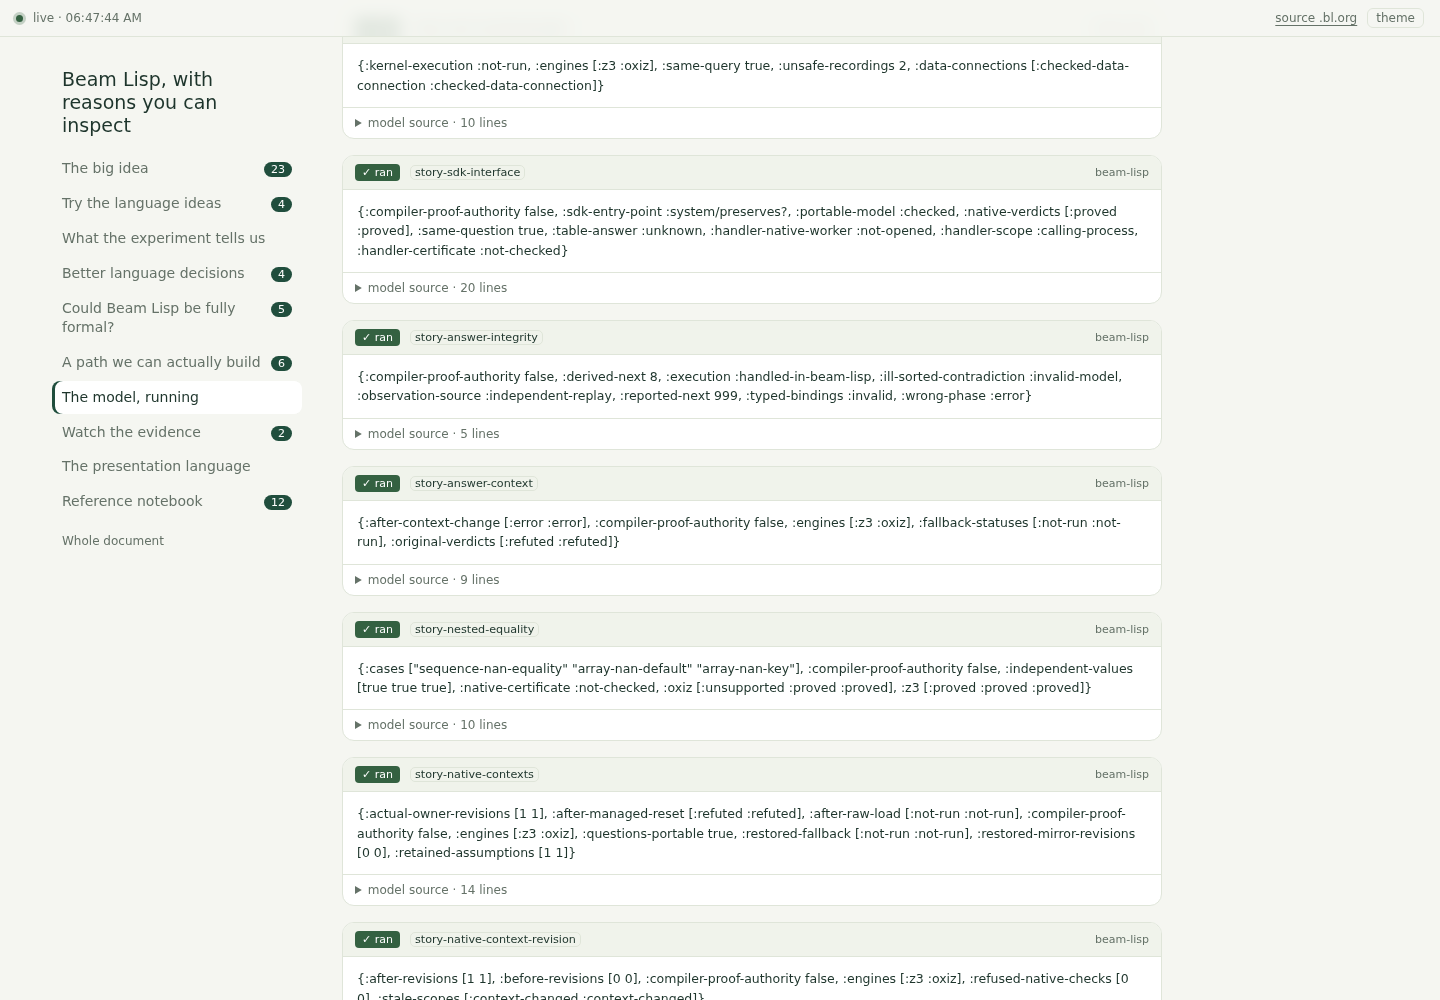 live · 06:47:44 AM
source .bl.org
theme
Beam Lisp, with
reasons you can
inspect
The big idea
23
Try the language ideas
4
What the experiment tells us
Better language decisions
4
Could Beam Lisp be fully
formal?
5
A path we can actually build
6
The model, running
Watch the evidence
2
The presentation language
Reference notebook
12
Whole document
{:kernel-execution :not-run, :engines [:z3 :oxiz], :same-query true, :unsafe-recordings 2, :data-connections [:checked-data-
connection :checked-data-connection]}
▶ model source · 10 lines
✓ ran
story-sdk-interface
beam-lisp
{:compiler-proof-authority false, :sdk-entry-point :system/preserves?, :portable-model :checked, :native-verdicts [:proved
:proved], :same-question true, :table-answer :unknown, :handler-native-worker :not-opened, :handler-scope :calling-process,
:handler-certificate :not-checked}
▶ model source · 20 lines
✓ ran
story-answer-integrity
beam-lisp
{:compiler-proof-authority false, :derived-next 8, :execution :handled-in-beam-lisp, :ill-sorted-contradiction :invalid-model,
:observation-source :independent-replay, :reported-next 999, :typed-bindings :invalid, :wrong-phase :error}
▶ model source · 5 lines
✓ ran
story-answer-context
beam-lisp
{:after-context-change [:error :error], :compiler-proof-authority false, :engines [:z3 :oxiz], :fallback-statuses [:not-run :not-
run], :original-verdicts [:refuted :refuted]}
▶ model source · 9 lines
✓ ran
story-nested-equality
beam-lisp
{:cases ["sequence-nan-equality" "array-nan-default" "array-nan-key"], :compiler-proof-authority false, :independent-values
[true true true], :native-certificate :not-checked, :oxiz [:unsupported :proved :proved], :z3 [:proved :proved :proved]}
▶ model source · 10 lines
✓ ran
story-native-contexts
beam-lisp
{:actual-owner-revisions [1 1], :after-managed-reset [:refuted :refuted], :after-raw-load [:not-run :not-run], :compiler-proof-
authority false, :engines [:z3 :oxiz], :questions-portable true, :restored-fallback [:not-run :not-run], :restored-mirror-revisions
[0 0], :retained-assumptions [1 1]}
▶ model source · 14 lines
✓ ran
story-native-context-revision
beam-lisp
{:after-revisions [1 1], :before-revisions [0 0], :compiler-proof-authority false, :engines [:z3 :oxiz], :refused-native-checks [0
0], :stale-scopes [:context-changed :context-changed]}